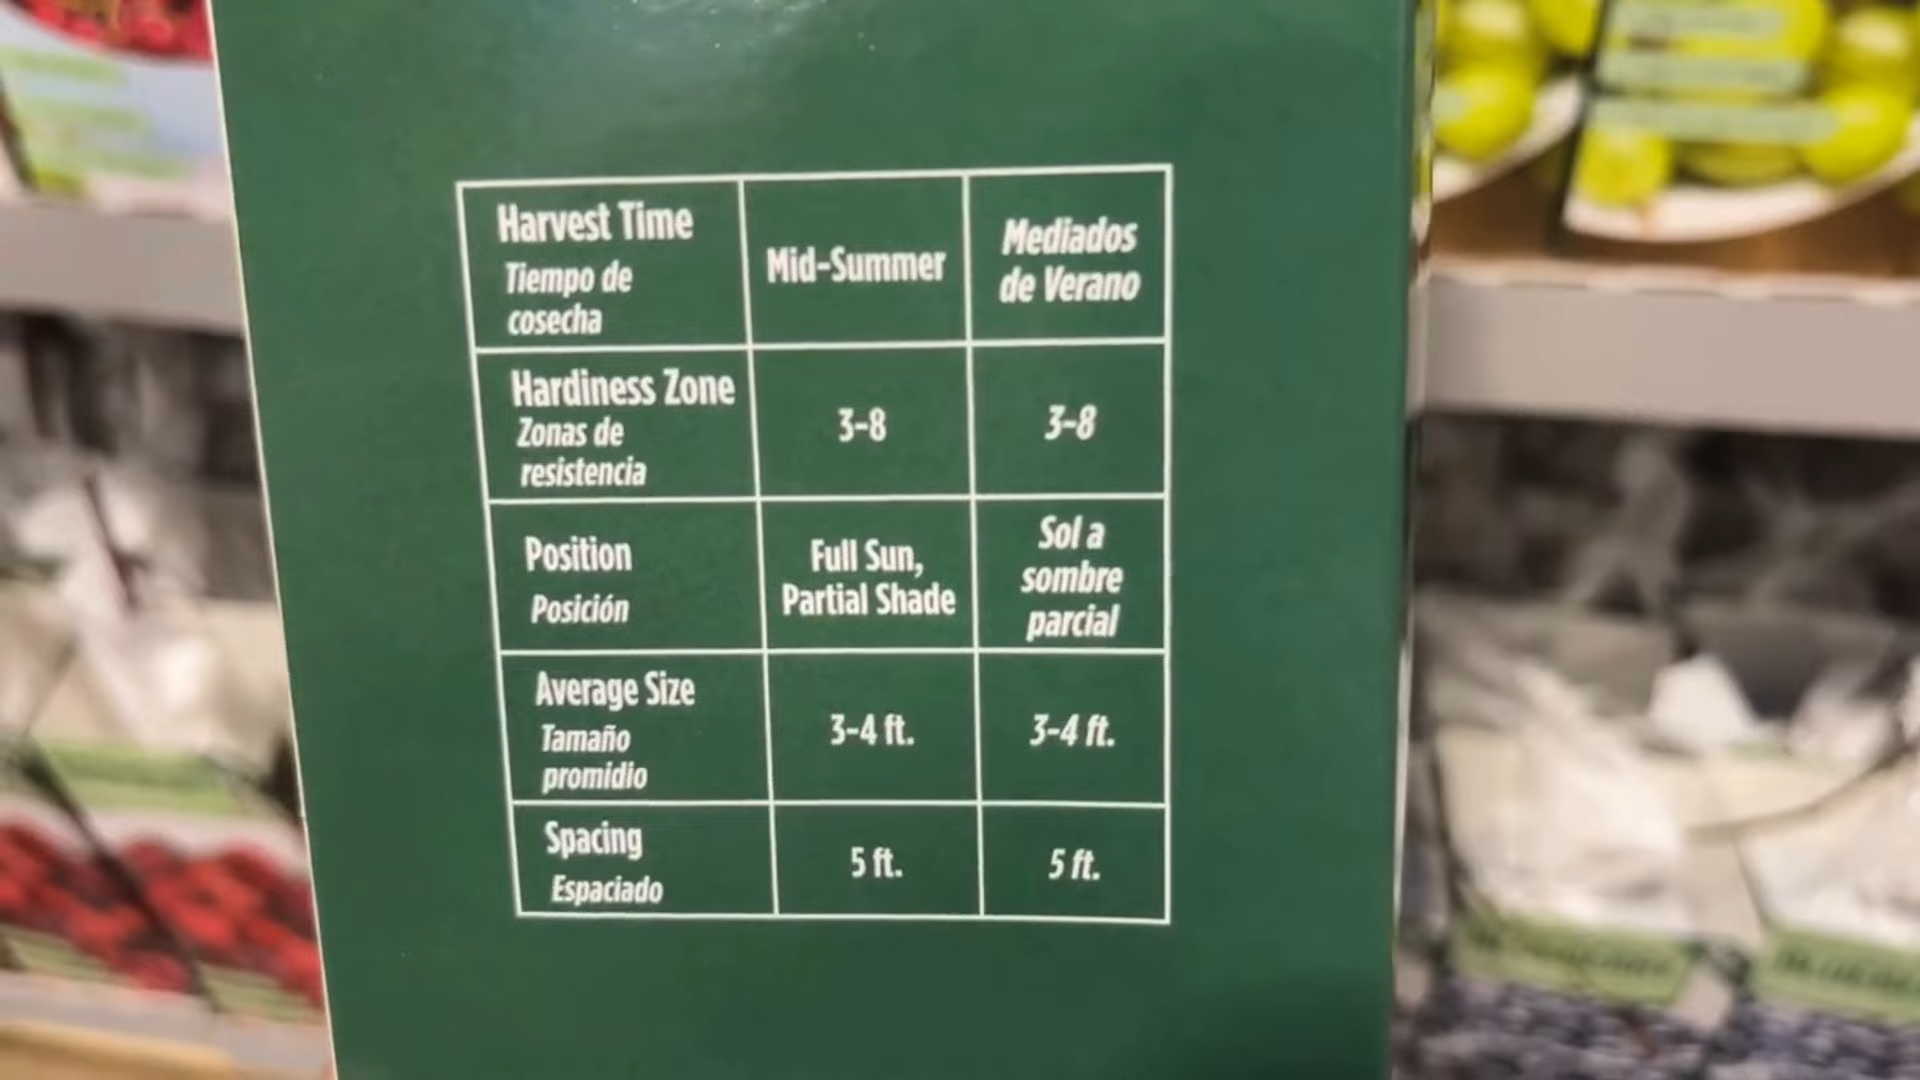 Harvest Time
Tiempo de
cosecha
Mid-Summer
Mediados
de Verano
Hardiness Zone
Zonas de
resistencia
3-8
3-8
Position
Posición
Full Sun,
Partial Shade
Sol a
sombre
parcial
Average Size
Tamaño
promidio
3-4 ft.
3-4 ft.
Spacing
Espaciado
5 ft.
5 ft.